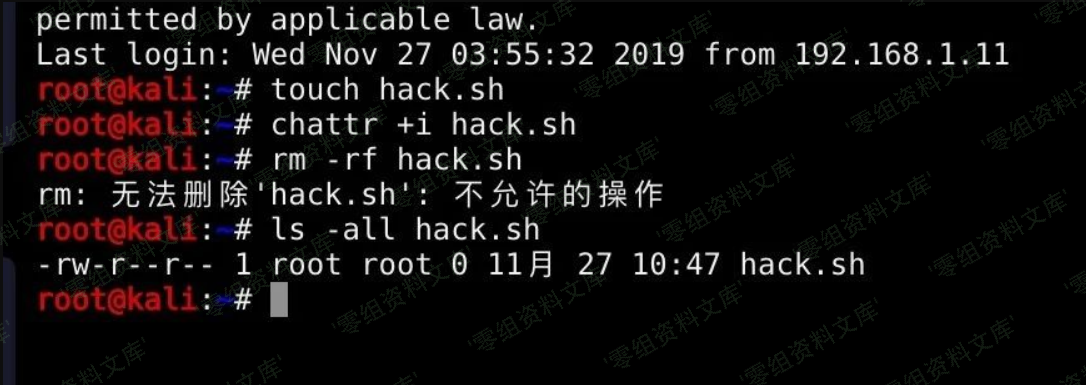 permitted by applicable law.
Last login: Wed Nov 27 03:55:32 2019 from 192.168.1.11
root@kali:~# touch hack.sh
root@kali:~# chattr +i hack.sh
root@kali:~# rm -rf hack.sh
rm: 无法删除'hack.sh': 不允许的操作
root@kali:~# ls -all hack.sh
-rw-r--r-- 1 root root 0 11月 27 10:47 hack.sh
root@kali:~#
'零组资料文库'